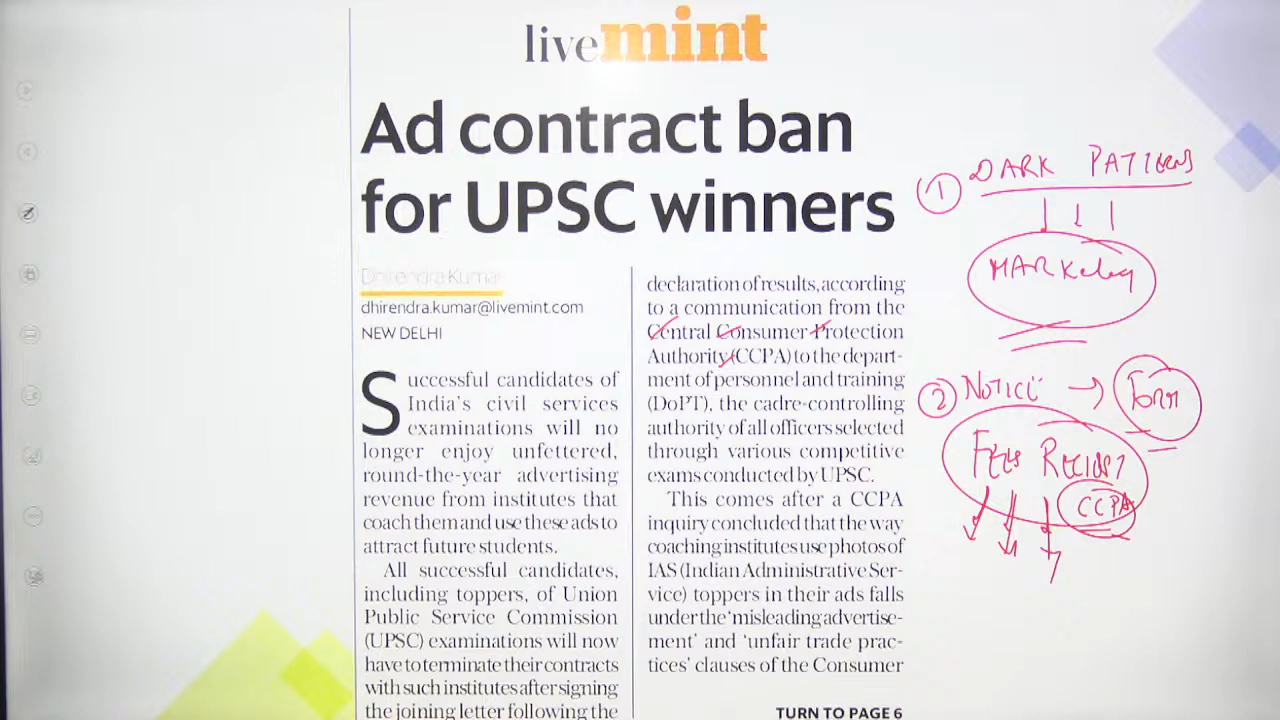 livemint
Ad contract ban
for UPSC winners
Dhirendra Kumar
dhirendra.kumar@livemint.com
NEW DELHI
Successful candidates of
India's civil services
examinations will no
longer enjoy unfettered,
round-the-year advertising
revenue from institutes that
coach them and use these ads to
attract future students.
All successful candidates,
including toppers, of Union
Public Service Commission
(UPSC) examinations will now
have to terminate their contracts
with such institutes after signing
the joining letter following the
declaration of results, according
to a communication from the
Central Consumer Protection
Authority (CCPA) to the depart-
ment of personnel and training
(DoPT), the cadre-controlling
authority of all officers selected
through various competitive
exams conducted by UPSC.
This comes after a CCPA
inquiry concluded that the way
coaching institutes use photos of
IAS (Indian Administrative Ser-
vice) toppers in their ads falls
under the 'misleading advertise-
ment' and 'unfair trade prac-
tices' clauses of the Consumer
TURN TO PAGE 6
1 DARK PATTERNS
MARKeting
2 NOTICE → FORM
FEES
CCPA